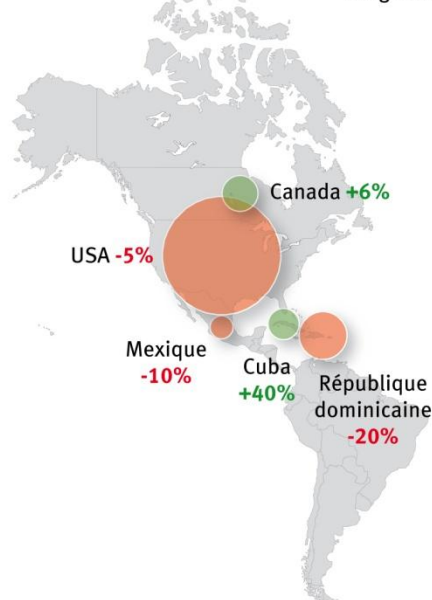 Canada +6%
USA -5%
Mexique
-10%
Cuba
+40%
République
dominicaine
-20%